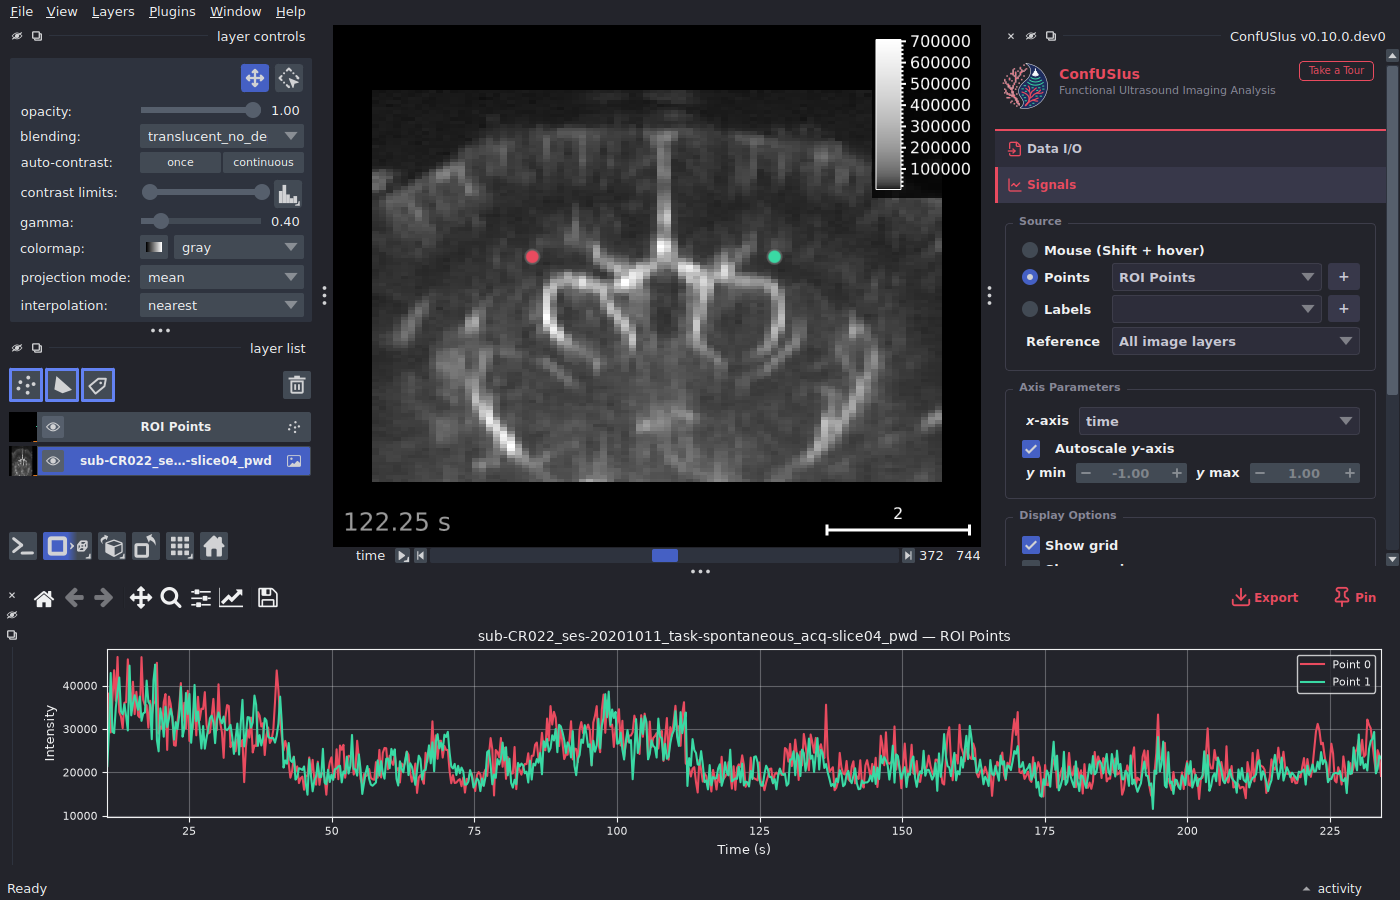 File View Layers Plugins Window Help
layer controls
opacity: 1.00
blending: translucent_no_de
auto-contrast: once continuous
contrast limits:
gamma: 0.40
colormap: gray
projection mode: mean
interpolation: nearest
layer list
ROI Points
sub-CR022_se...-slice04_pwd
700000
600000
500000
400000
300000
200000
100000
122.25 s
2
time 372 744
ConfUSIus v0.10.0.dev0
ConfUSIus
Functional Ultrasound Imaging Analysis
Take a Tour
Data I/O
Signals
Source
Mouse (Shift + hover)
Points ROI Points +
Labels +
Reference All image layers
Axis Parameters
x-axis time
Autoscale y-axis
y min − -1.00 + y max − 1.00 +
Display Options
Show grid
Export Pin
sub-CR022_ses-20201011_task-spontaneous_acq-slice04_pwd — ROI Points
Point 0
Point 1
Intensity
40000
30000
20000
10000
25 50 75 100 125 150 175 200 225
Time (s)
Ready
activity